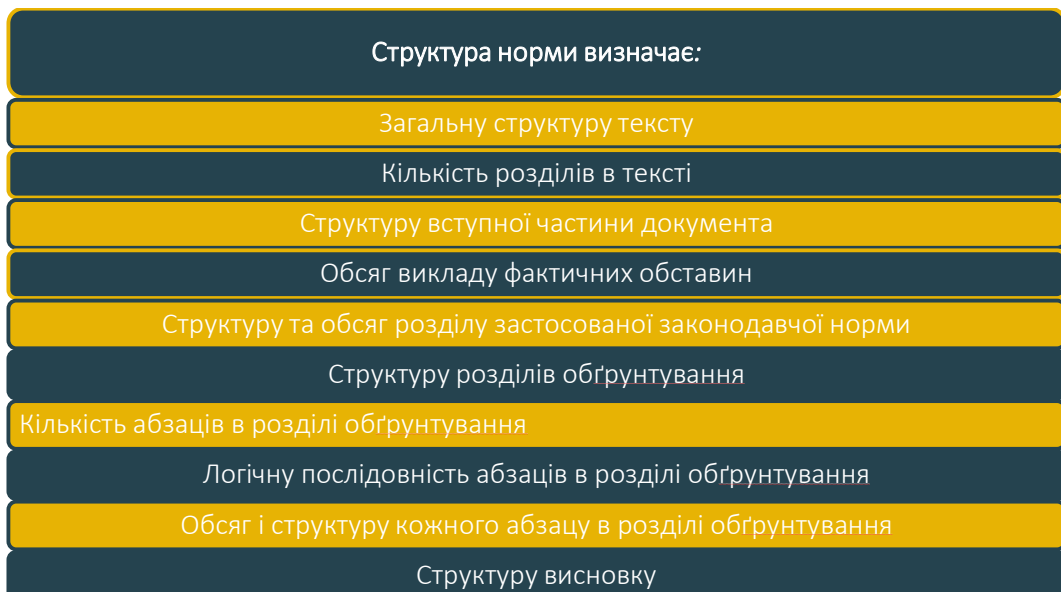 Структура норми визначає:
Загальну структуру тексту
Кількість розділів в тексті
Структуру вступної частини документа
Обсяг викладу фактичних обставин
Структуру та обсяг розділу застосованої законодавчої норми
Структуру розділів обґрунтування
Кількість абзаців в розділі обґрунтування
Логічну послідовність абзаців в розділі обґрунтування
Обсяг і структуру кожного абзацу в розділі обґрунтування
Структуру висновку